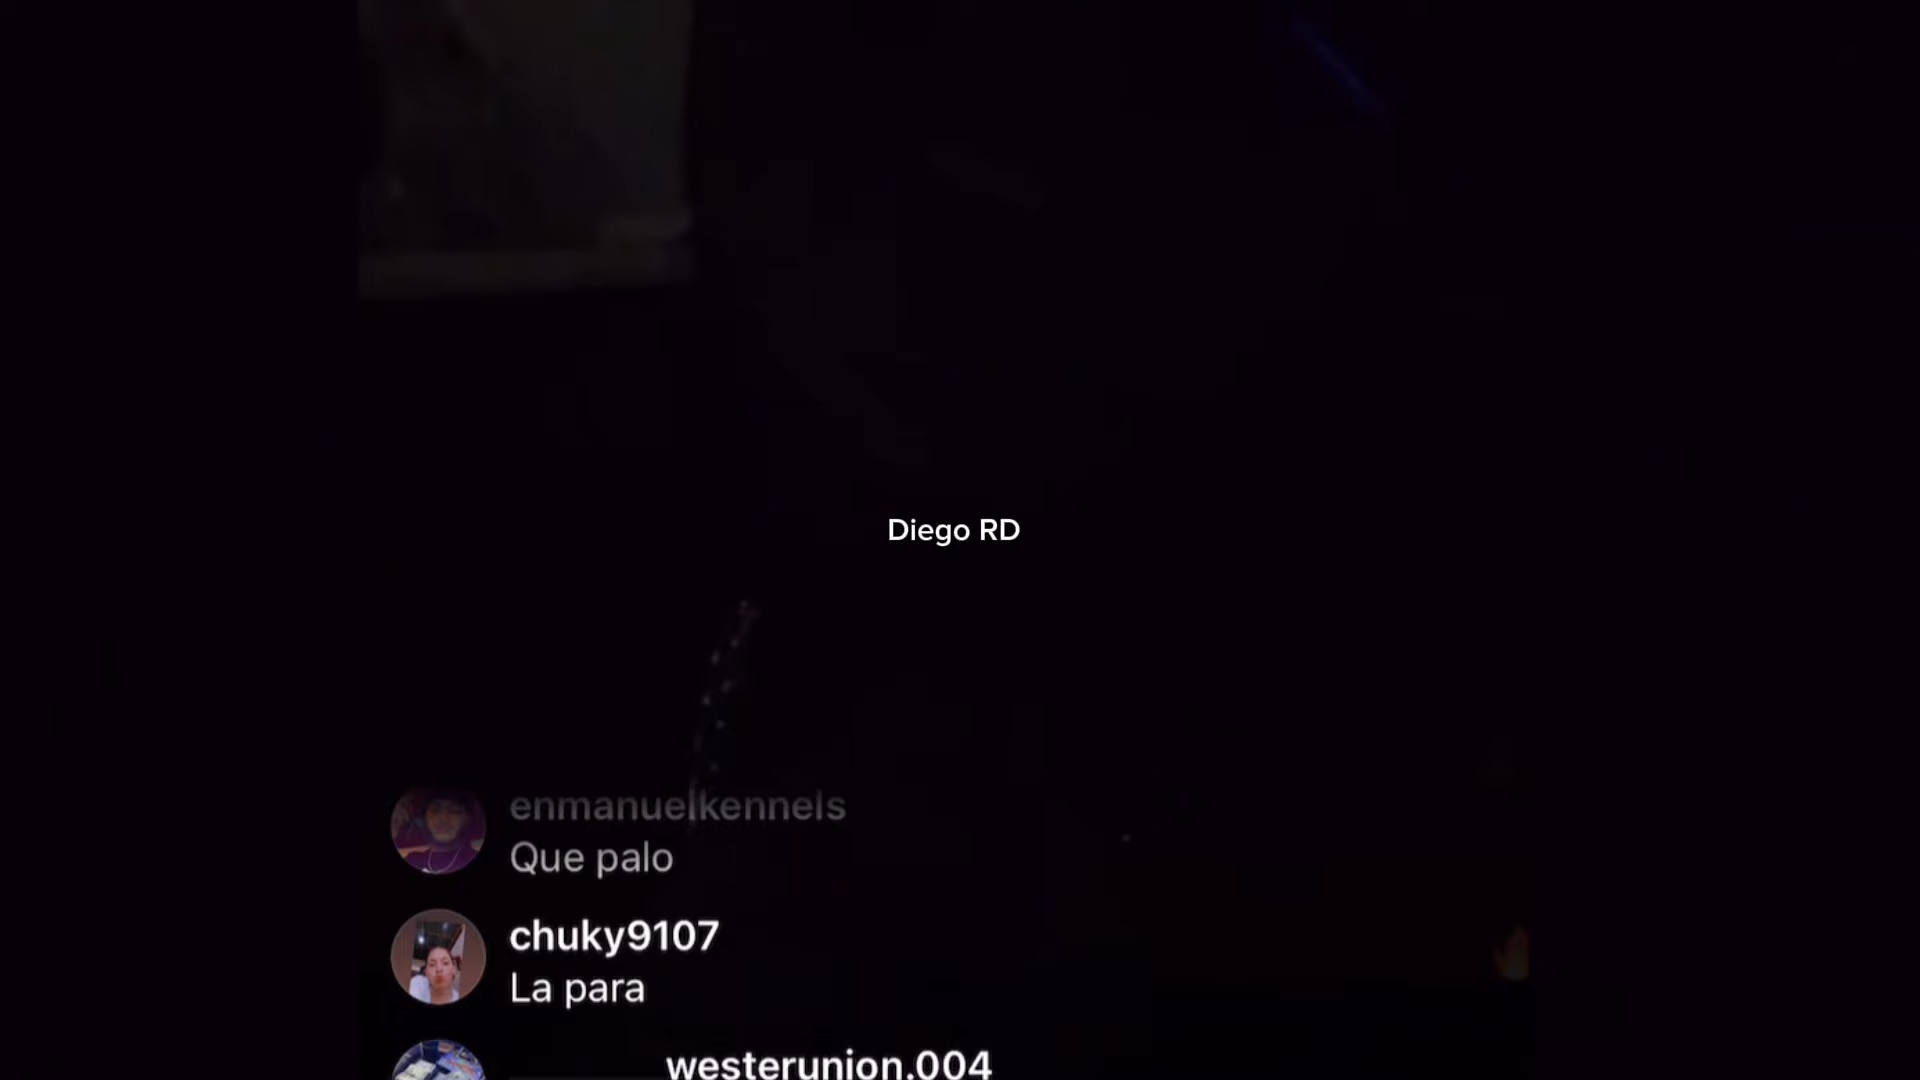 Diego RD
enmanuelkennels
Que palo
chuky9107
La para
westerunion.004